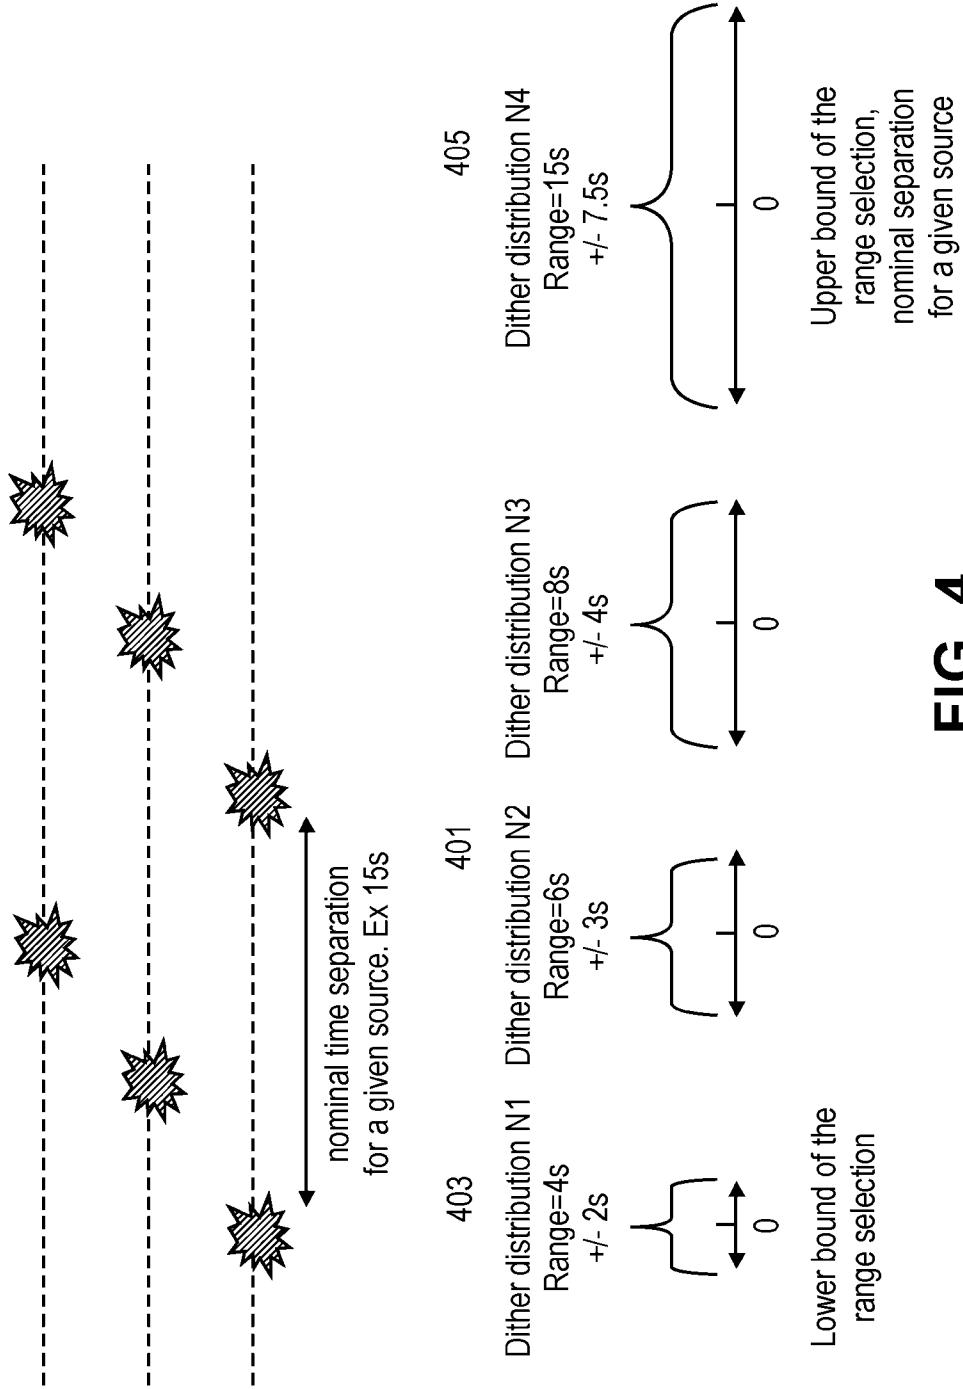 nominal time separation
for a given source. Ex 15s
403
Dither distribution N1
Range=4s
+/- 2s
0
Lower bound of the
range selection
401
Dither distribution N2
Range=6s
+/- 3s
0
Dither distribution N3
Range=8s
+/- 4s
0
405
Dither distribution N4
Range=15s
+/- 7.5s
0
Upper bound of the
range selection,
nominal separation
for a given source
FIG. 4